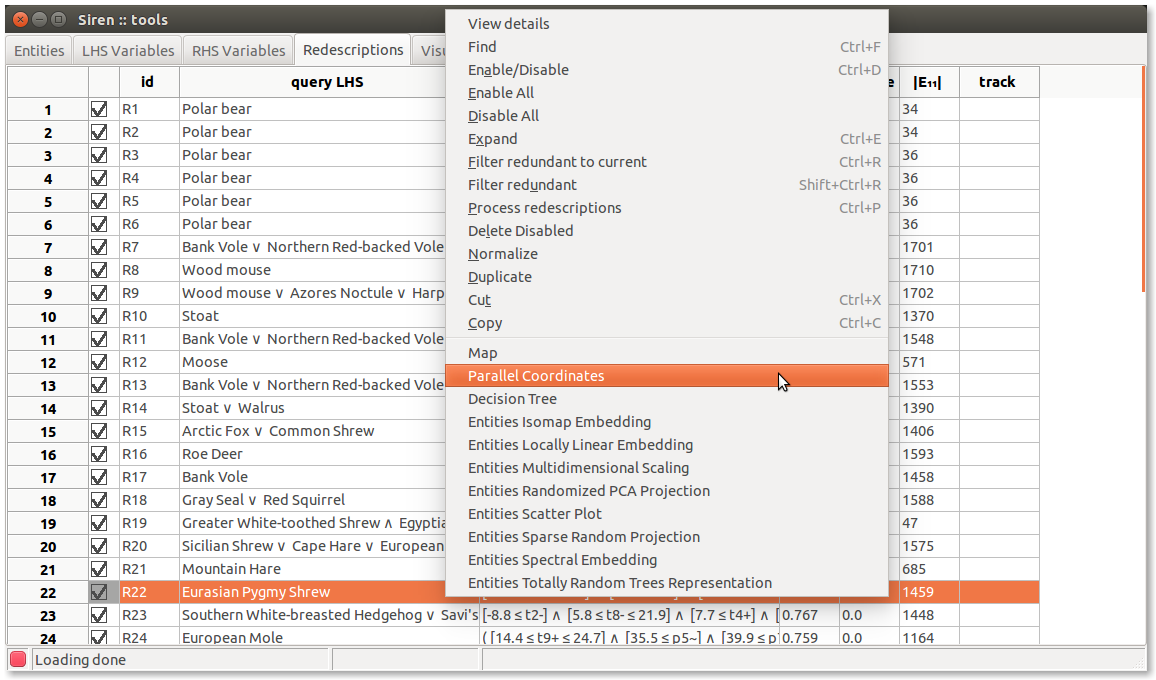 Siren :: tools
Entities LHS Variables RHS Variables Redescriptions Visu
id query LHS e |E₁₁| track
1 R1 Polar bear 34
2 R2 Polar bear 34
3 R3 Polar bear 36
4 R4 Polar bear 36
5 R5 Polar bear 36
6 R6 Polar bear 36
7 R7 Bank Vole ∨ Northern Red-backed Vole 1701
8 R8 Wood mouse 1710
9 R9 Wood mouse ∨ Azores Noctule ∨ Harp 1702
10 R10 Stoat 1370
11 R11 Bank Vole ∨ Northern Red-backed Vole 1548
12 R12 Moose 571
13 R13 Bank Vole ∨ Northern Red-backed Vole 1553
14 R14 Stoat ∨ Walrus 1390
15 R15 Arctic Fox ∨ Common Shrew 1406
16 R16 Roe Deer 1593
17 R17 Bank Vole 1458
18 R18 Gray Seal ∨ Red Squirrel 1588
19 R19 Greater White-toothed Shrew ∧ Egyptia 47
20 R20 Sicilian Shrew ∨ Cape Hare ∨ European 1575
21 R21 Mountain Hare 685
22 R22 Eurasian Pygmy Shrew 1459
23 R23 Southern White-breasted Hedgehog ∨ Savi's [-8.8 ≤ t2-] ∧ [5.8 ≤ t8- ≤ 21.9] ∧ [7.7 ≤ t4+] ∧ [ 0.767 0.0 1448
24 R24 European Mole ( [14.4 ≤ t9+ ≤ 24.7] ∧ [35.5 ≤ p5~] ∧ [39.9 ≤ p 0.759 0.0 1164
View details
Find Ctrl+F
Enable/Disable Ctrl+D
Enable All
Disable All
Expand Ctrl+E
Filter redundant to current Ctrl+R
Filter redundant Shift+Ctrl+R
Process redescriptions Ctrl+P
Delete Disabled
Normalize
Duplicate
Cut Ctrl+X
Copy Ctrl+C
Map
Parallel Coordinates
Decision Tree
Entities Isomap Embedding
Entities Locally Linear Embedding
Entities Multidimensional Scaling
Entities Randomized PCA Projection
Entities Scatter Plot
Entities Sparse Random Projection
Entities Spectral Embedding
Entities Totally Random Trees Representation
Loading done